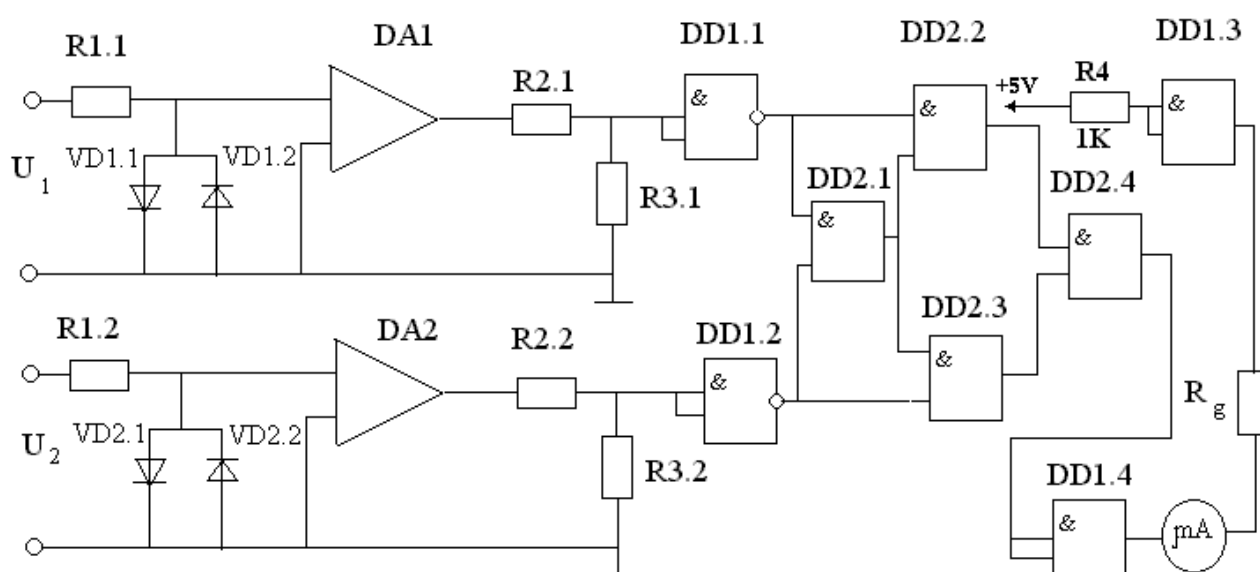 R1.1
DA1
R2.1
DD1.1
DD2.2
+5V
R4
1K
DD1.3
&
&
&
U1
VD1.1
VD1.2
R3.1
DD2.1
&
DD2.4
&
R1.2
DA2
R2.2
DD1.2
&
DD2.3
&
U2
VD2.1
VD2.2
R3.2
Rg
DD1.4
&
μA